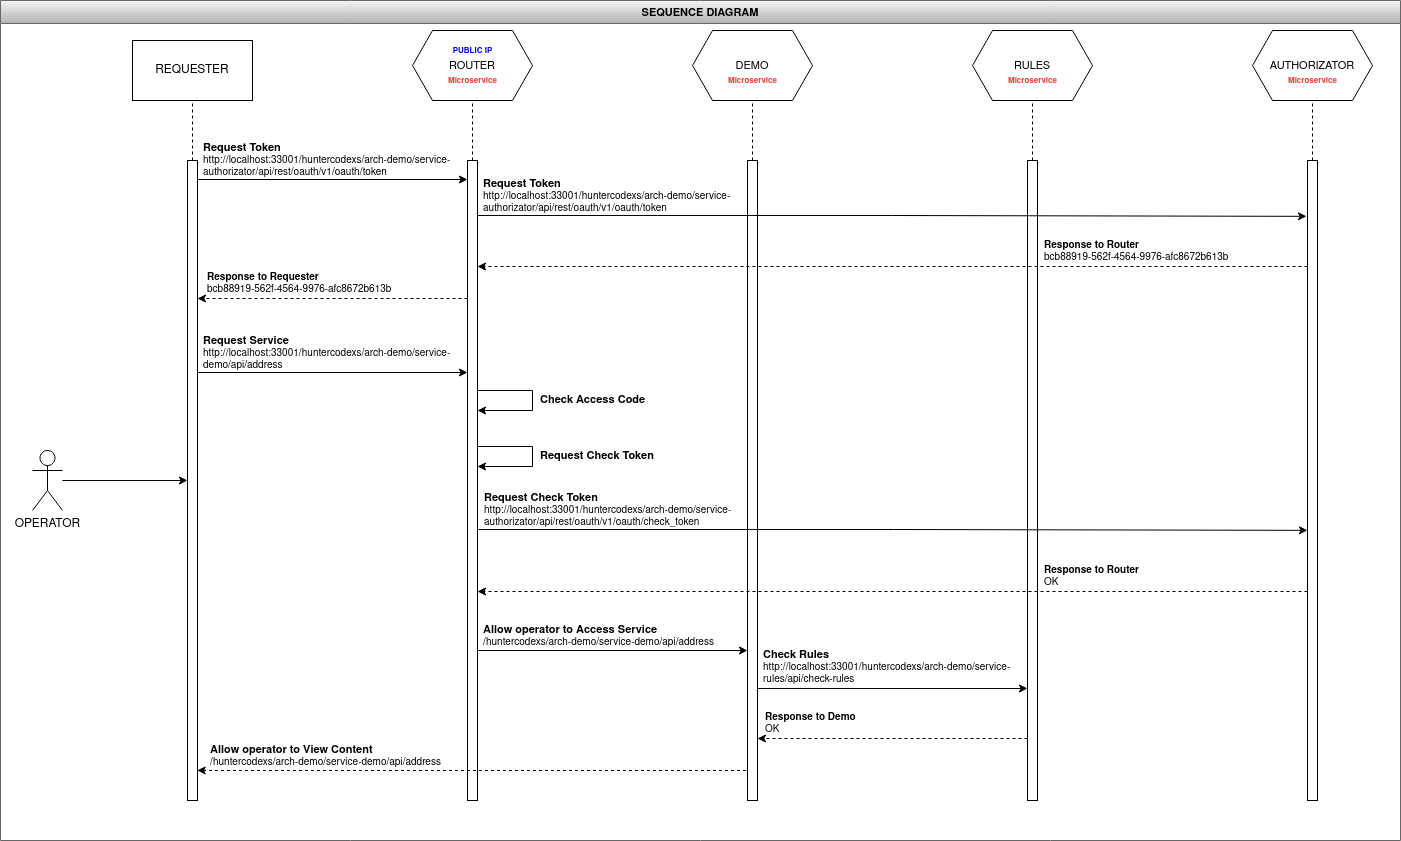 SEQUENCE DIAGRAM
REQUESTER
PUBLIC IP
ROUTER
Microservice
DEMO
Microservice
RULES
Microservice
AUTHORIZATOR
Microservice
Request Token
http://localhost:33001/huntercodexs/arch-demo/service-
authorizator/api/rest/oauth/v1/oauth/token
Request Token
http://localhost:33001/huntercodexs/arch-demo/service-
authorizator/api/rest/oauth/v1/oauth/token
Response to Router
bcb88919-562f-4564-9976-afc8672b613b
Response to Requester
bcb88919-562f-4564-9976-afc8672b613b
Request Service
http://localhost:33001/huntercodexs/arch-demo/service-
demo/api/address
Check Access Code
Request Check Token
OPERATOR
Request Check Token
http://localhost:33001/huntercodexs/arch-demo/service-
authorizator/api/rest/oauth/v1/oauth/check_token
Response to Router
OK
Allow operator to Access Service
/huntercodexs/arch-demo/service-demo/api/address
Check Rules
http://localhost:33001/huntercodexs/arch-demo/service-
rules/api/check-rules
Response to Demo
OK
Allow operator to View Content
/huntercodexs/arch-demo/service-demo/api/address